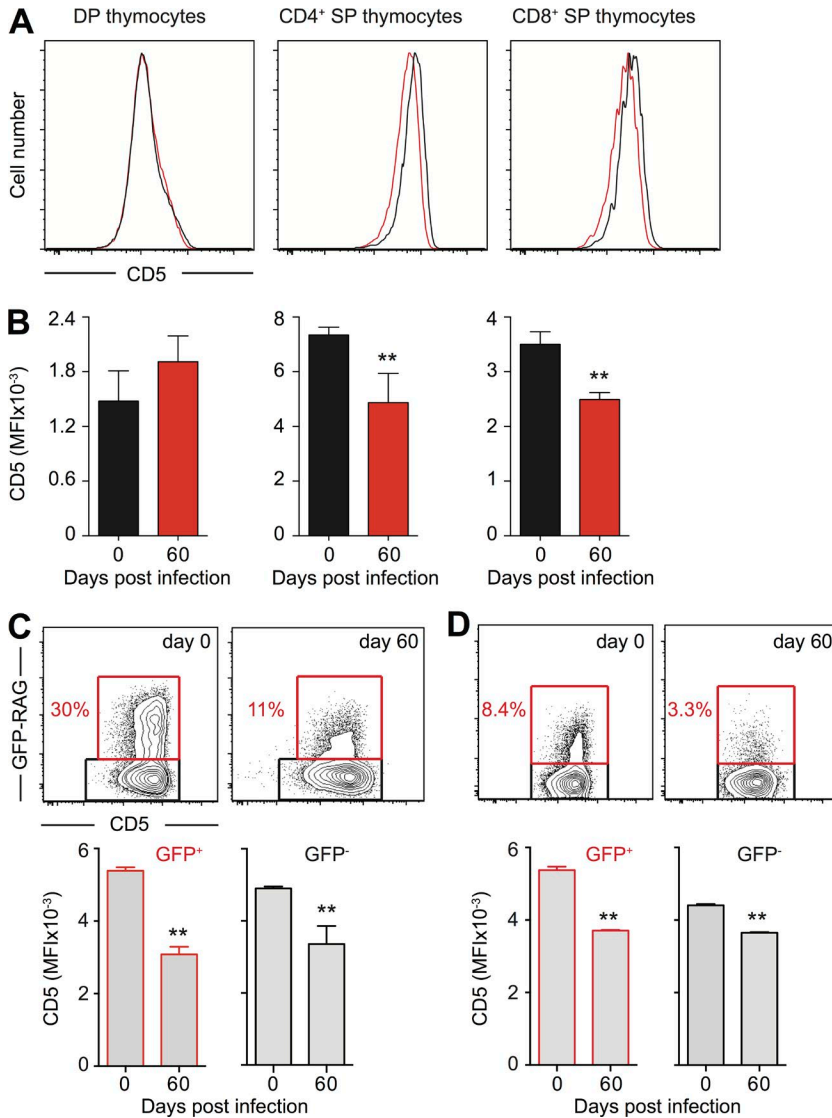 A
DP thymocytes
CD4⁺ SP thymocytes
CD8⁺ SP thymocytes
Cell number
CD5
B
CD5 (MFIx10⁻³)
2.4
1.8
1.2
0.6
0
0
60
Days post infection
8
6
4
2
0
**
0
60
Days post infection
4
3
2
1
0
**
0
60
Days post infection
C
GFP-RAG
day 0
30%
day 60
11%
CD5
D
day 0
8.4%
day 60
3.3%
CD5 (MFIx10⁻³)
6
4
2
0
GFP⁺
**
0
60
GFP⁻
**
0
60
Days post infection
CD5 (MFIx10⁻³)
6
4
2
0
GFP⁺
**
0
60
GFP⁻
**
0
60
Days post infection